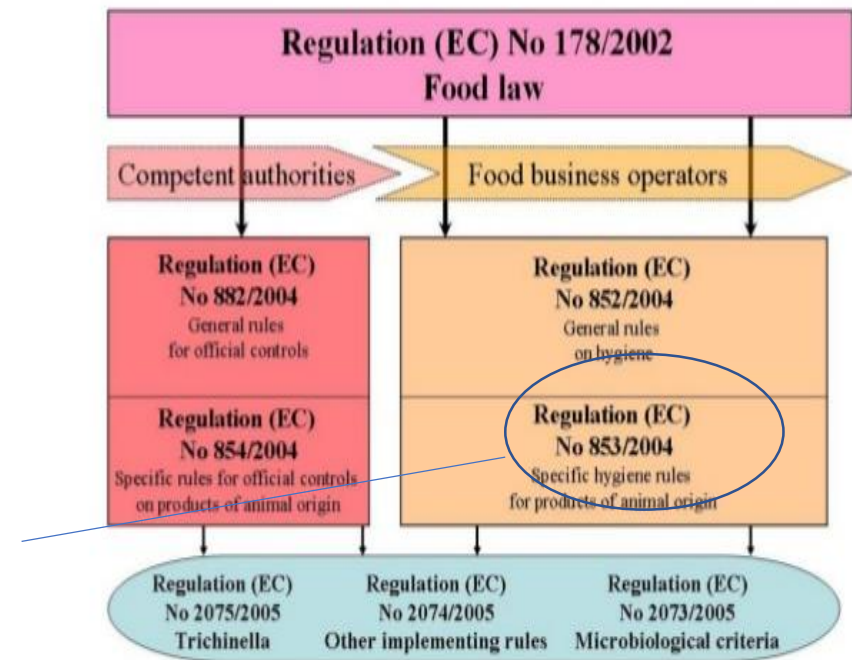 Regulation (EC) No 178/2002
Food law
Competent authorities
Food business operators
Regulation (EC)
No 882/2004
General rules
for official controls
Regulation (EC)
No 852/2004
General rules
on hygiene
Regulation (EC)
No 854/2004
Specific rules for official controls
on products of animal origin
Regulation (EC)
No 853/2004
Specific hygiene rules
for products of animal origin
Regulation (EC)
No 2075/2005
Trichinella
Regulation (EC)
No 2074/2005
Other implementing rules
Regulation (EC)
No 2073/2005
Microbiological criteria